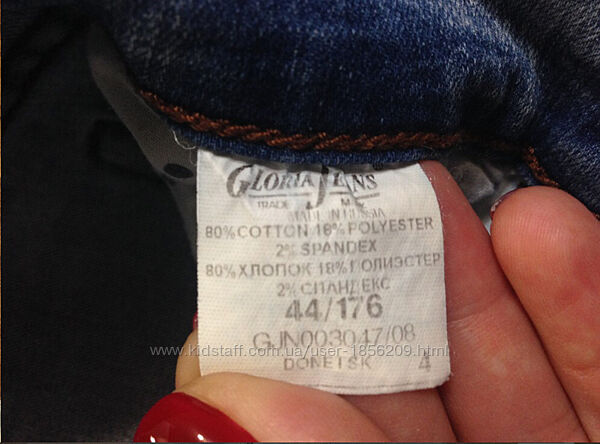 GLORIA JEANS
TRADE MARK
MADE IN RUSSIA
80% COTTON 18% POLYESTER
2% SPANDEX
80% ХЛОПОК 18% ПОЛИЭСТЕР
2% СПАНДЕКС
44/176
GJN003047/08
www.kidstaff.com.ua/user-1856209.html
DONETSK 4